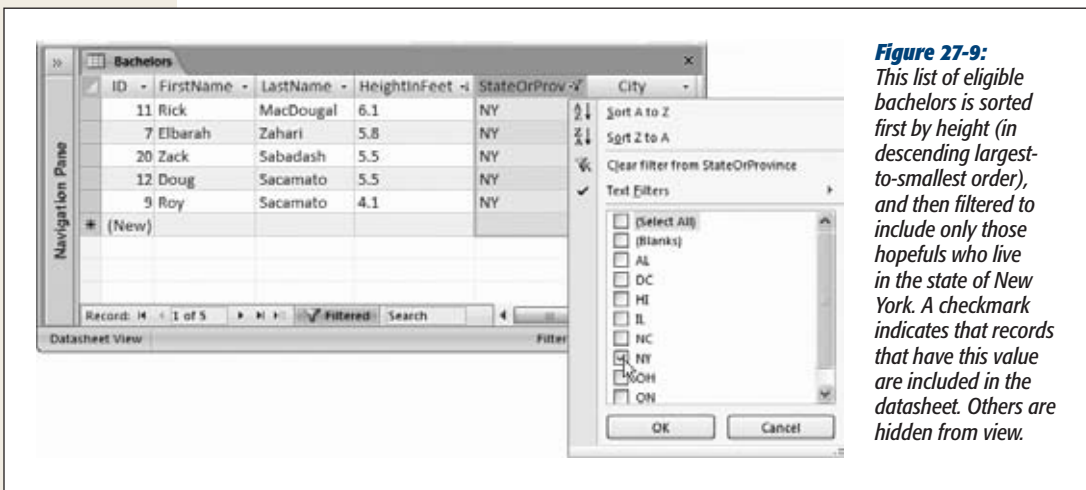 Bachelors
ID FirstName LastName HeightInFeet StateOrProv City
11 Rick MacDougal 6.1 NY
7 Elbarah Zahari 5.8 NY
20 Zack Sabadash 5.5 NY
12 Doug Sacamato 5.5 NY
9 Roy Sacamato 4.1 NY
(New)
Navigation Pane
Record: 1 of 5 Filtered Search
Datasheet View Filter
Sort A to Z
Sort Z to A
Clear filter from StateOrProvince
Text Filters
(Select All)
(Blanks)
AL
DC
HI
IL
NC
NY
OH
ON
OK Cancel
Figure 27-9:
This list of eligible
bachelors is sorted
first by height (in
descending largest-
to-smallest order),
and then filtered to
include only those
hopefuls who live
in the state of New
York. A checkmark
indicates that records
that have this value
are included in the
datasheet. Others are
hidden from view.